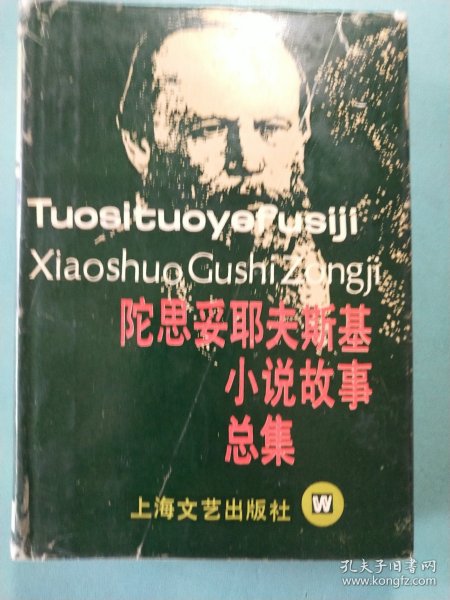 Tuosituoyefusiji
Xiaoshuo Gushi Zongji
陀思妥耶夫斯基
小说故事
总集
上海文艺出版社
W
孔夫子旧书网
www.kongfz.com